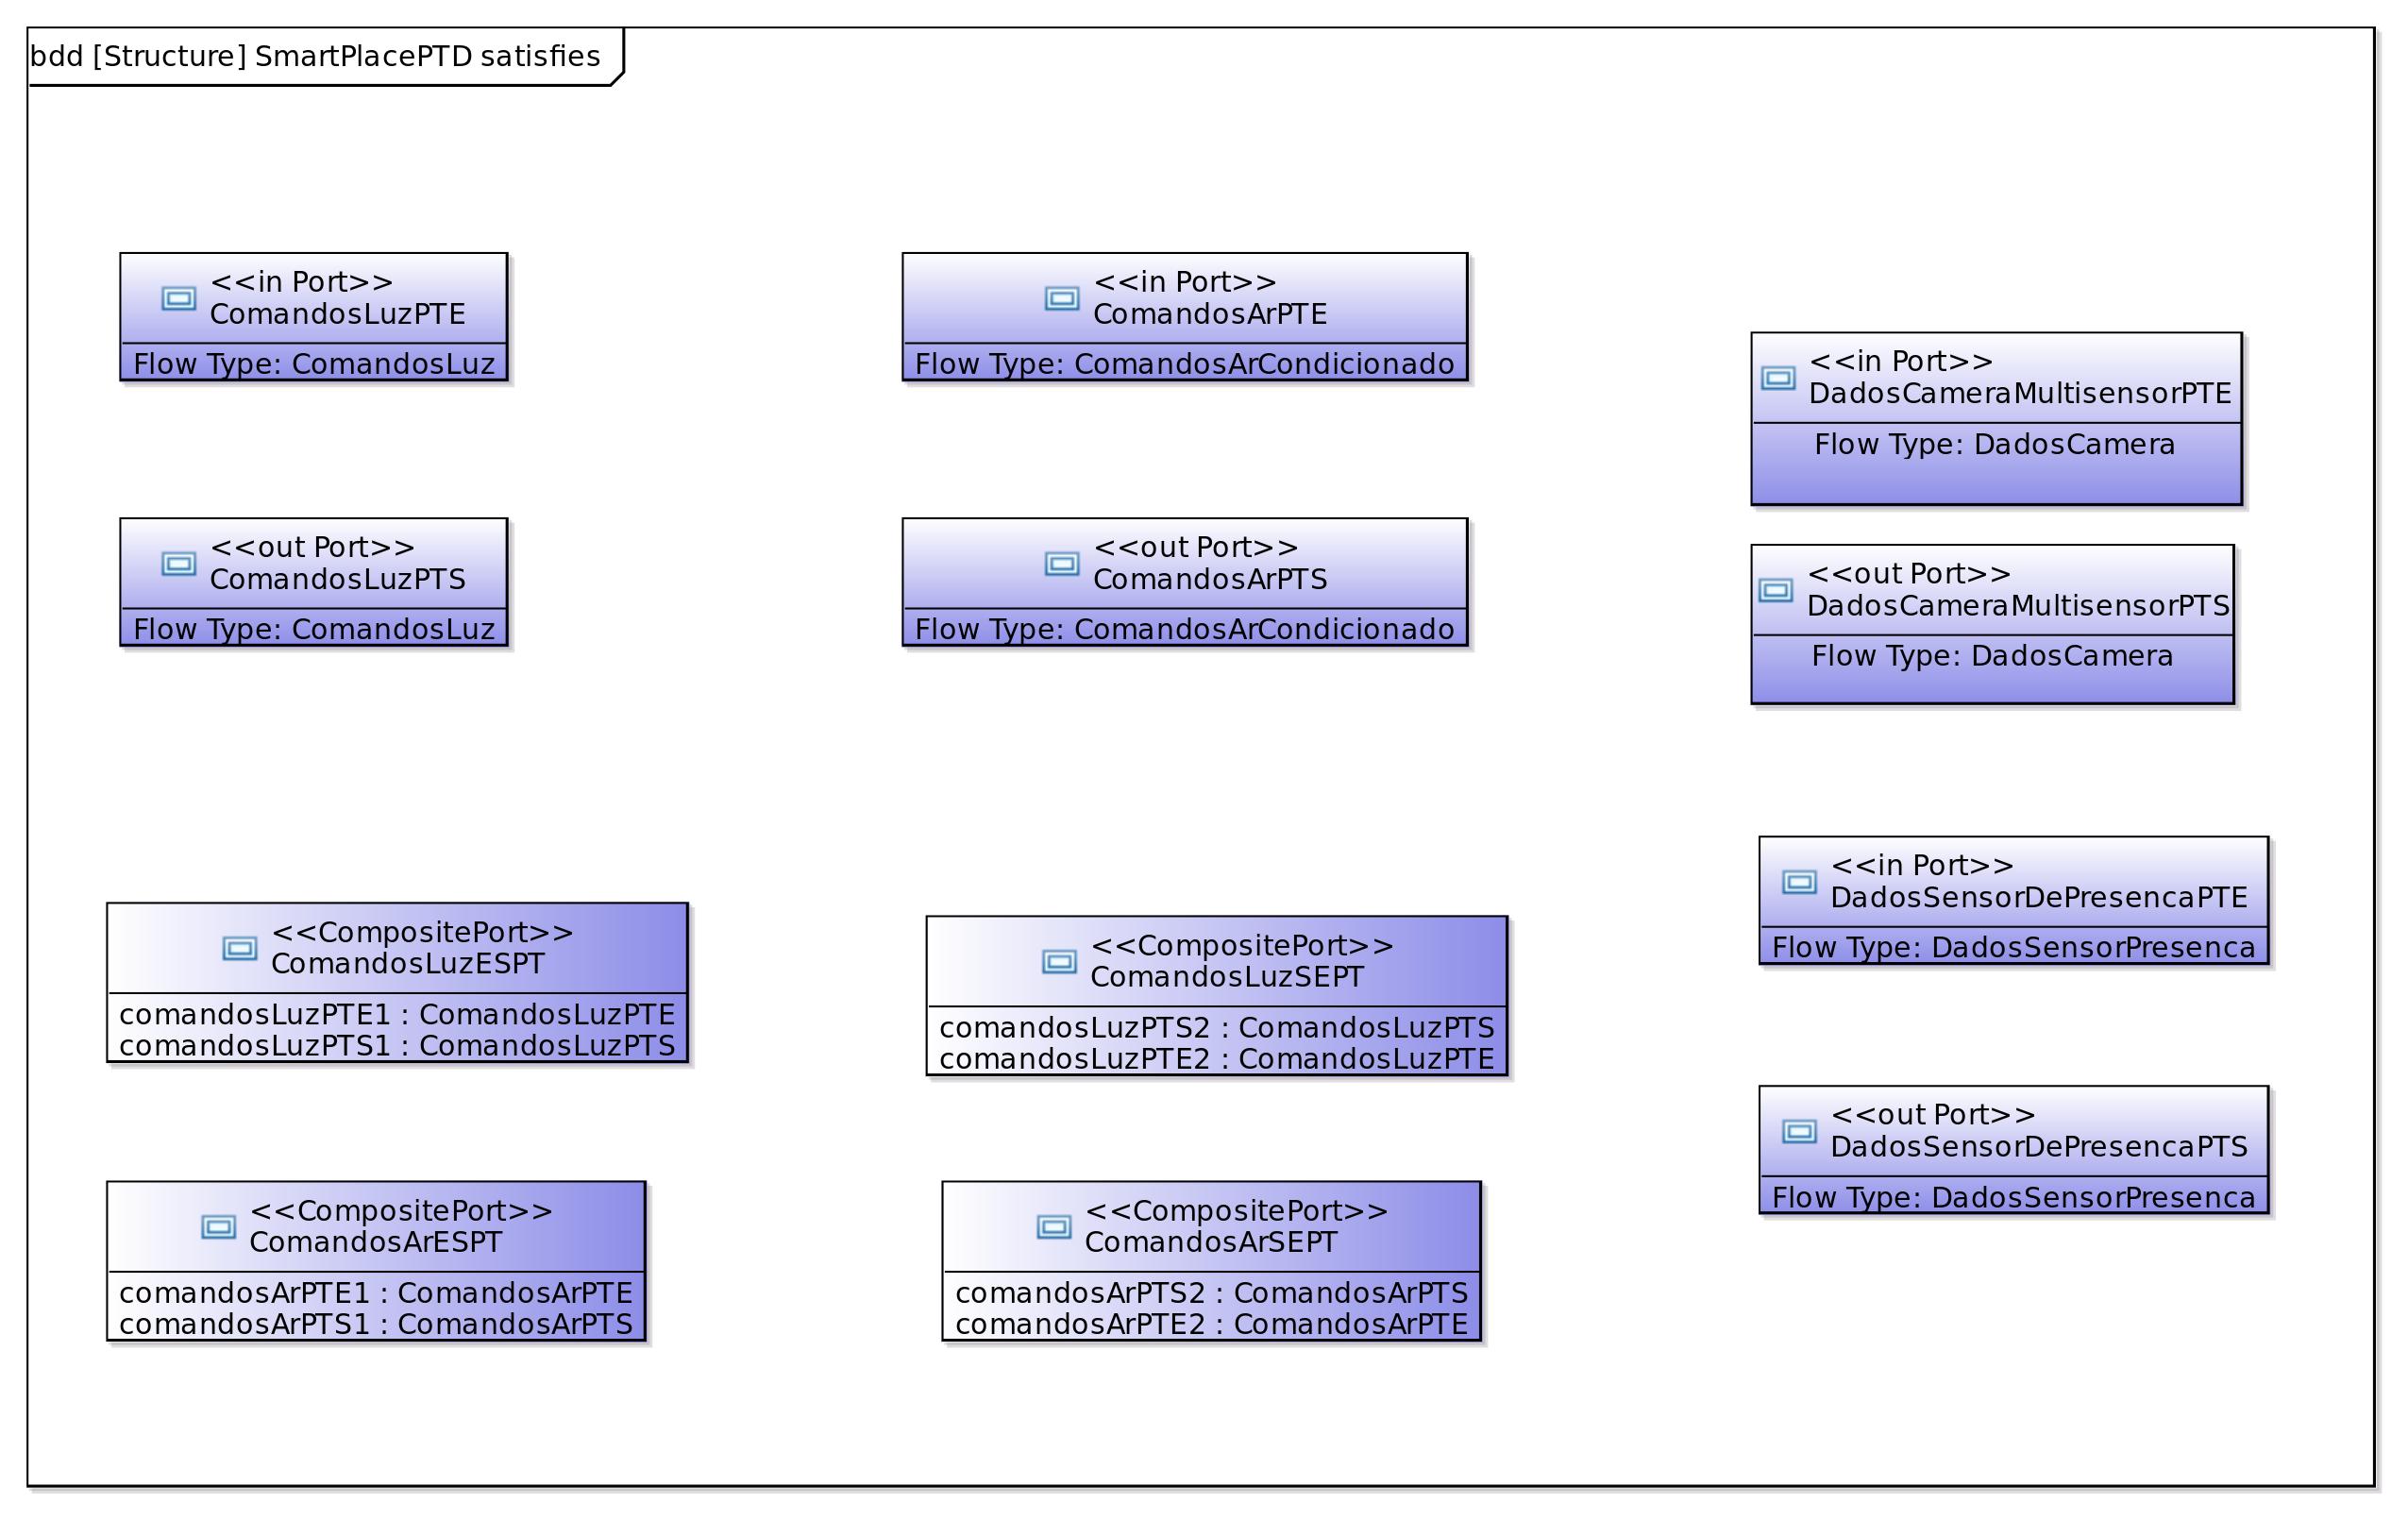 bdd [Structure] SmartPlacePTD satisfies
<<in Port>>
ComandosLuzPTE
Flow Type: ComandosLuz
<<in Port>>
ComandosArPTE
Flow Type: ComandosArCondicionado
<<in Port>>
DadosCameraMultisensorPTE
Flow Type: DadosCamera
<<out Port>>
ComandosLuzPTS
Flow Type: ComandosLuz
<<out Port>>
ComandosArPTS
Flow Type: ComandosArCondicionado
<<out Port>>
DadosCameraMultisensorPTS
Flow Type: DadosCamera
<<CompositePort>>
ComandosLuzESPT
comandosLuzPTE1 : ComandosLuzPTE
comandosLuzPTS1 : ComandosLuzPTS
<<CompositePort>>
ComandosLuzSEPT
comandosLuzPTS2 : ComandosLuzPTS
comandosLuzPTE2 : ComandosLuzPTE
<<in Port>>
DadosSensorDePresencaPTE
Flow Type: DadosSensorPresenca
<<CompositePort>>
ComandosArESPT
comandosArPTE1 : ComandosArPTE
comandosArPTS1 : ComandosArPTS
<<CompositePort>>
ComandosArSEPT
comandosArPTS2 : ComandosArPTS
comandosArPTE2 : ComandosArPTE
<<out Port>>
DadosSensorDePresencaPTS
Flow Type: DadosSensorPresenca